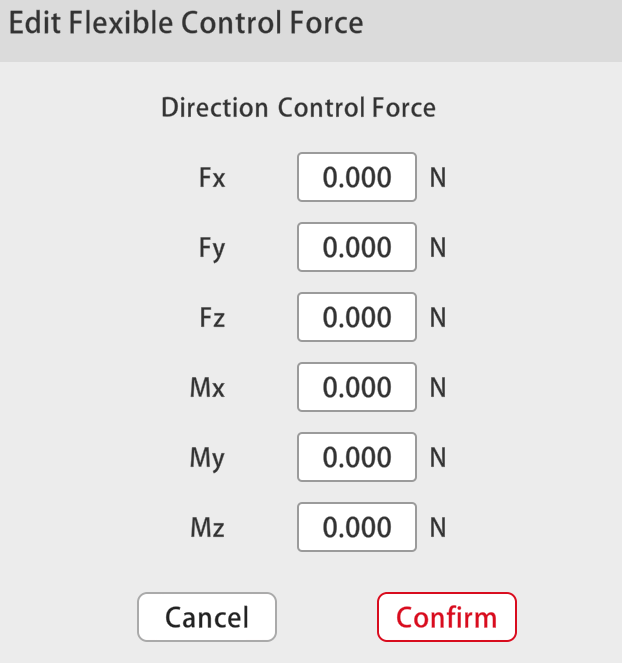 Edit Flexible Control Force
Direction Control Force
Fx 0.000 N
Fy 0.000 N
Fz 0.000 N
Mx 0.000 N
My 0.000 N
Mz 0.000 N
Cancel Confirm